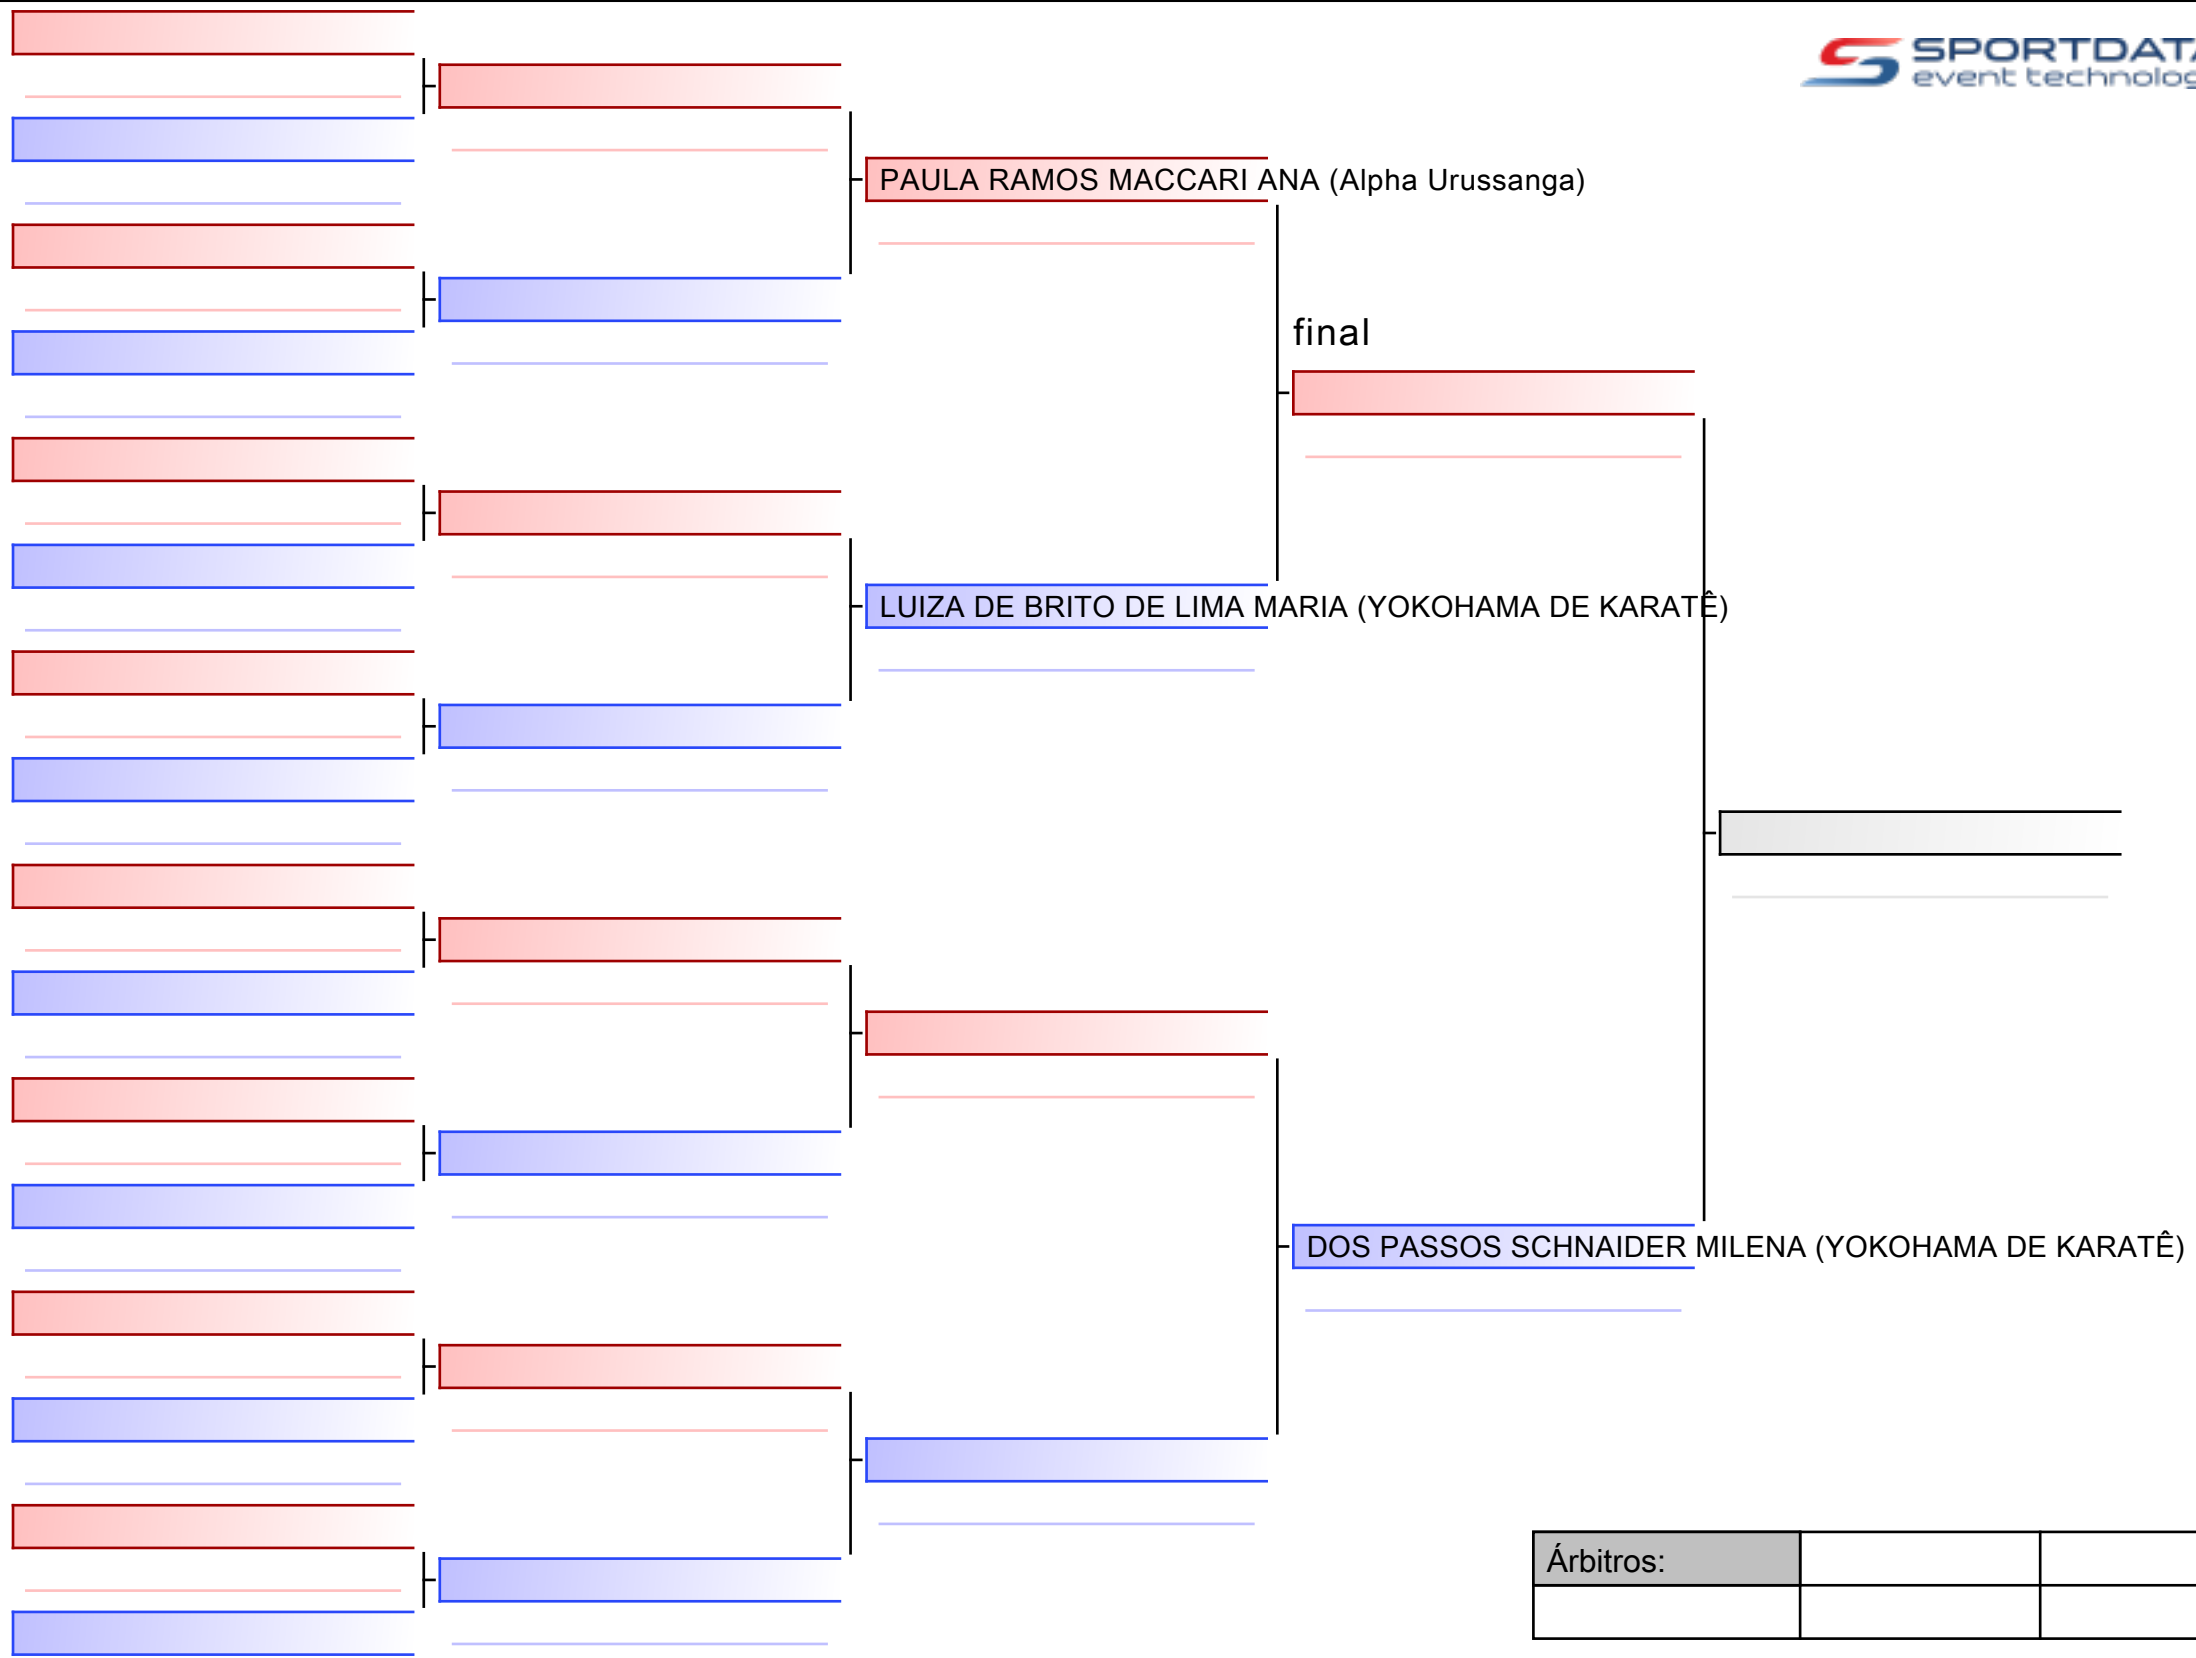 SPORTDATA
event technolog
PAULA RAMOS MACCARI ANA (Alpha Urussanga)
final
LUIZA DE BRITO DE LIMA MARIA (YOKOHAMA DE KARATÊ)
DOS PASSOS SCHNAIDER MILENA (YOKOHAMA DE KARATÊ)
Árbitros: